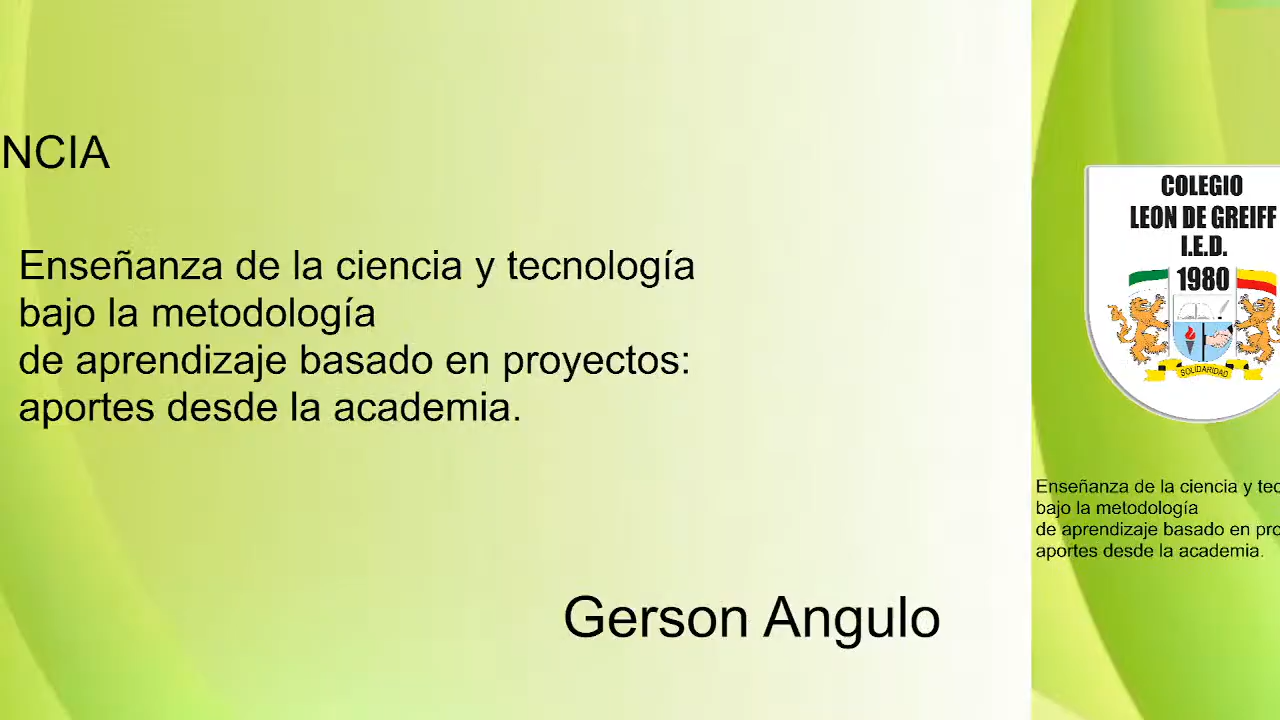 NCIA
Enseñanza de la ciencia y tecnología
bajo la metodología
de aprendizaje basado en proyectos:
aportes desde la academia.
Gerson Angulo
COLEGIO
LEON DE GREIFF
I.E.D.
1980
SOLIDARIDAD
Enseñanza de la ciencia y tec
bajo la metodología
de aprendizaje basado en pro
aportes desde la academia.